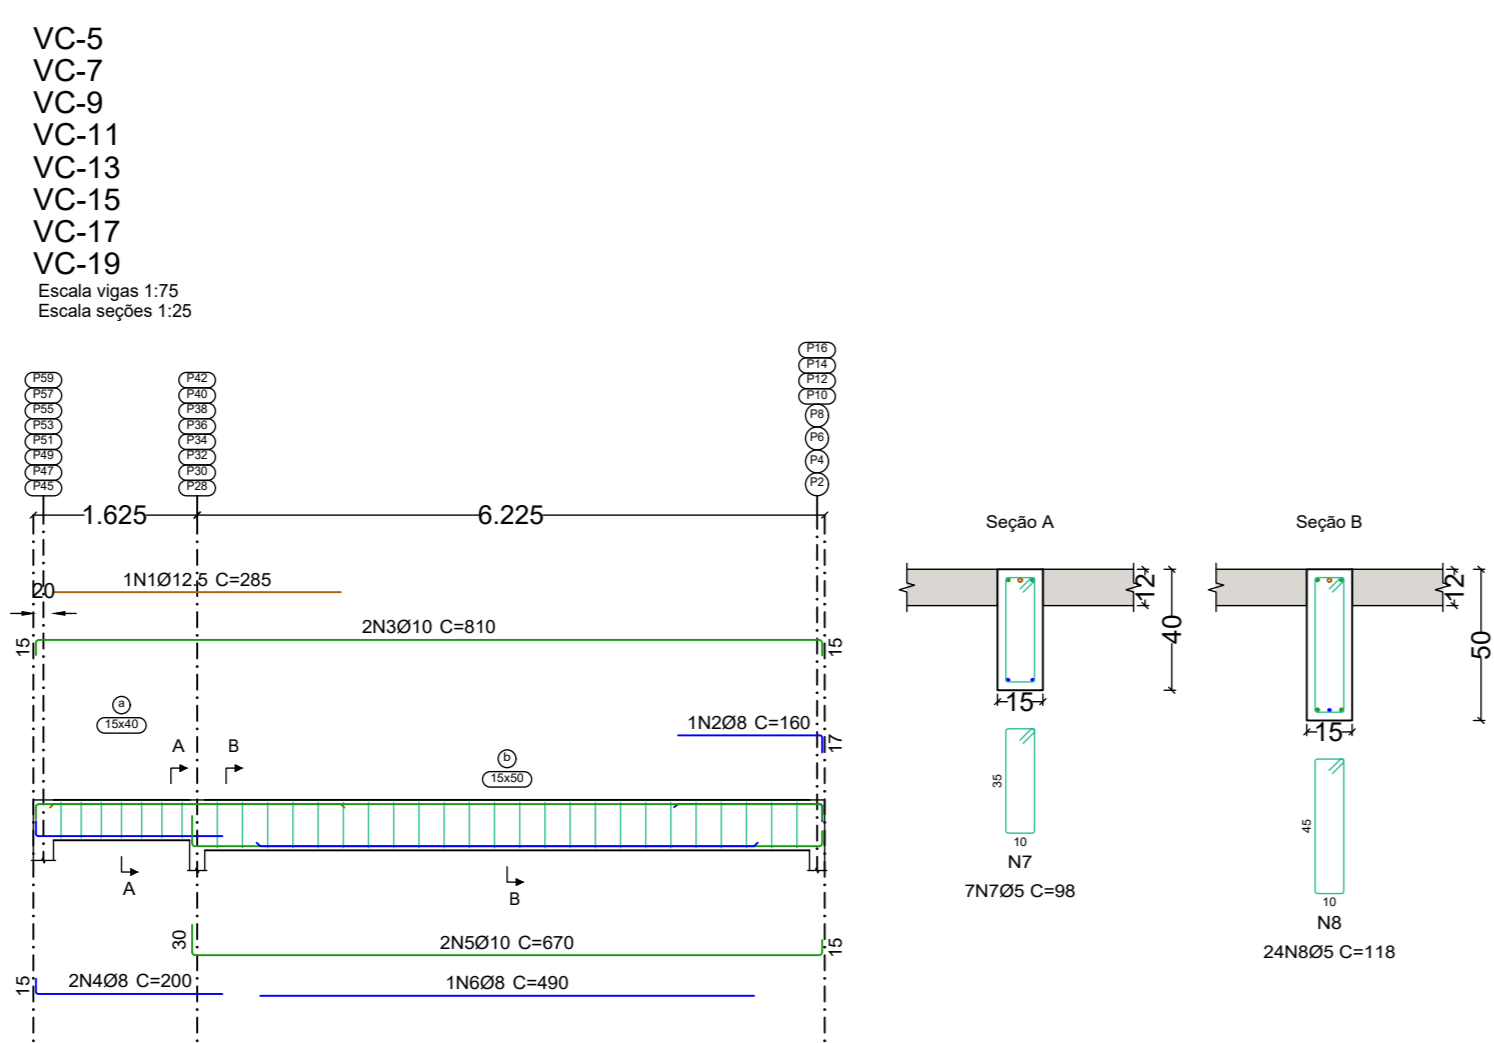 VC-5
VC-7
VC-9
VC-11
VC-13
VC-15
VC-17
VC-19
Escala vigas 1:75
Escala seções 1:25
P59
P57
P55
P53
P51
P49
P47
P45
P42
P40
P38
P36
P34
P32
P30
P28
P16
P14
P12
P10
P8
P6
P4
P2
1.625
6.225
1N1Ø12.5 C=285
20
2N3Ø10 C=810
15
15
a
15x40
1N2Ø8 C=160
17
A
B
b
15x50
A
B
30
2N5Ø10 C=670
15
15
2N4Ø8 C=200
1N6Ø8 C=490
Seção A
12
40
15
35
10
N7
7N7Ø5 C=98
Seção B
12
50
15
45
10
N8
24N8Ø5 C=118